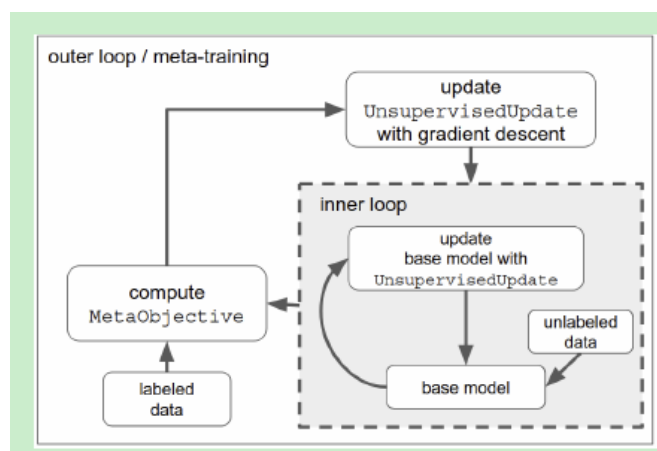 outer loop / meta-training
update
UnsupervisedUpdate
with gradient descent
inner loop
update
base model with
UnsupervisedUpdate
compute
MetaObjective
unlabeled
data
labeled
data
base model